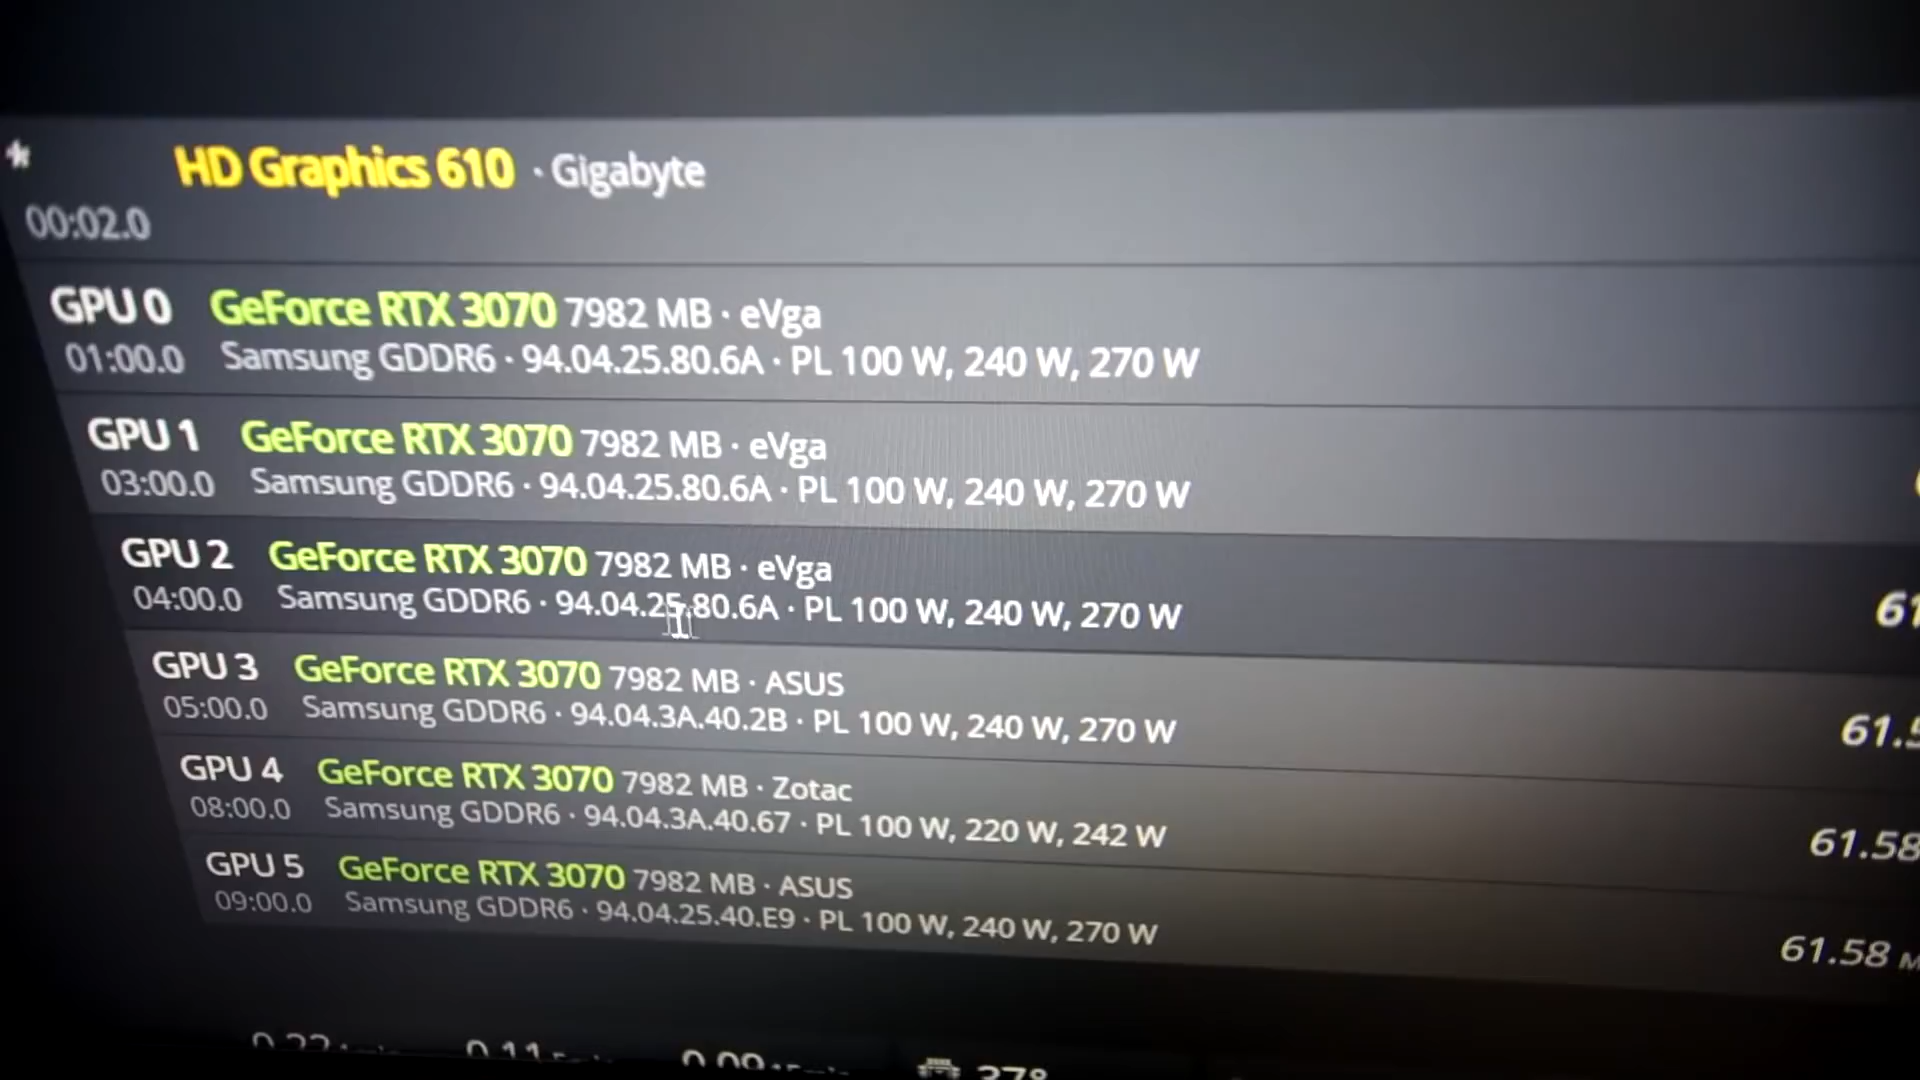 HD Graphics 610 · Gigabyte
00:02.0
GPU 0 GeForce RTX 3070 7982 MB · eVga
01:00.0 Samsung GDDR6 · 94.04.25.80.6A · PL 100 W, 240 W, 270 W
GPU 1 GeForce RTX 3070 7982 MB · eVga
03:00.0 Samsung GDDR6 · 94.04.25.80.6A · PL 100 W, 240 W, 270 W
GPU 2 GeForce RTX 3070 7982 MB · eVga
04:00.0 Samsung GDDR6 · 94.04.25.80.6A · PL 100 W, 240 W, 270 W 61
GPU 3 GeForce RTX 3070 7982 MB · ASUS
05:00.0 Samsung GDDR6 · 94.04.3A.40.2B · PL 100 W, 240 W, 270 W 61.5
GPU 4 GeForce RTX 3070 7982 MB · Zotac
08:00.0 Samsung GDDR6 · 94.04.3A.40.67 · PL 100 W, 220 W, 242 W 61.58
GPU 5 GeForce RTX 3070 7982 MB · ASUS
09:00.0 Samsung GDDR6 · 94.04.25.40.E9 · PL 100 W, 240 W, 270 W 61.58 M
37°